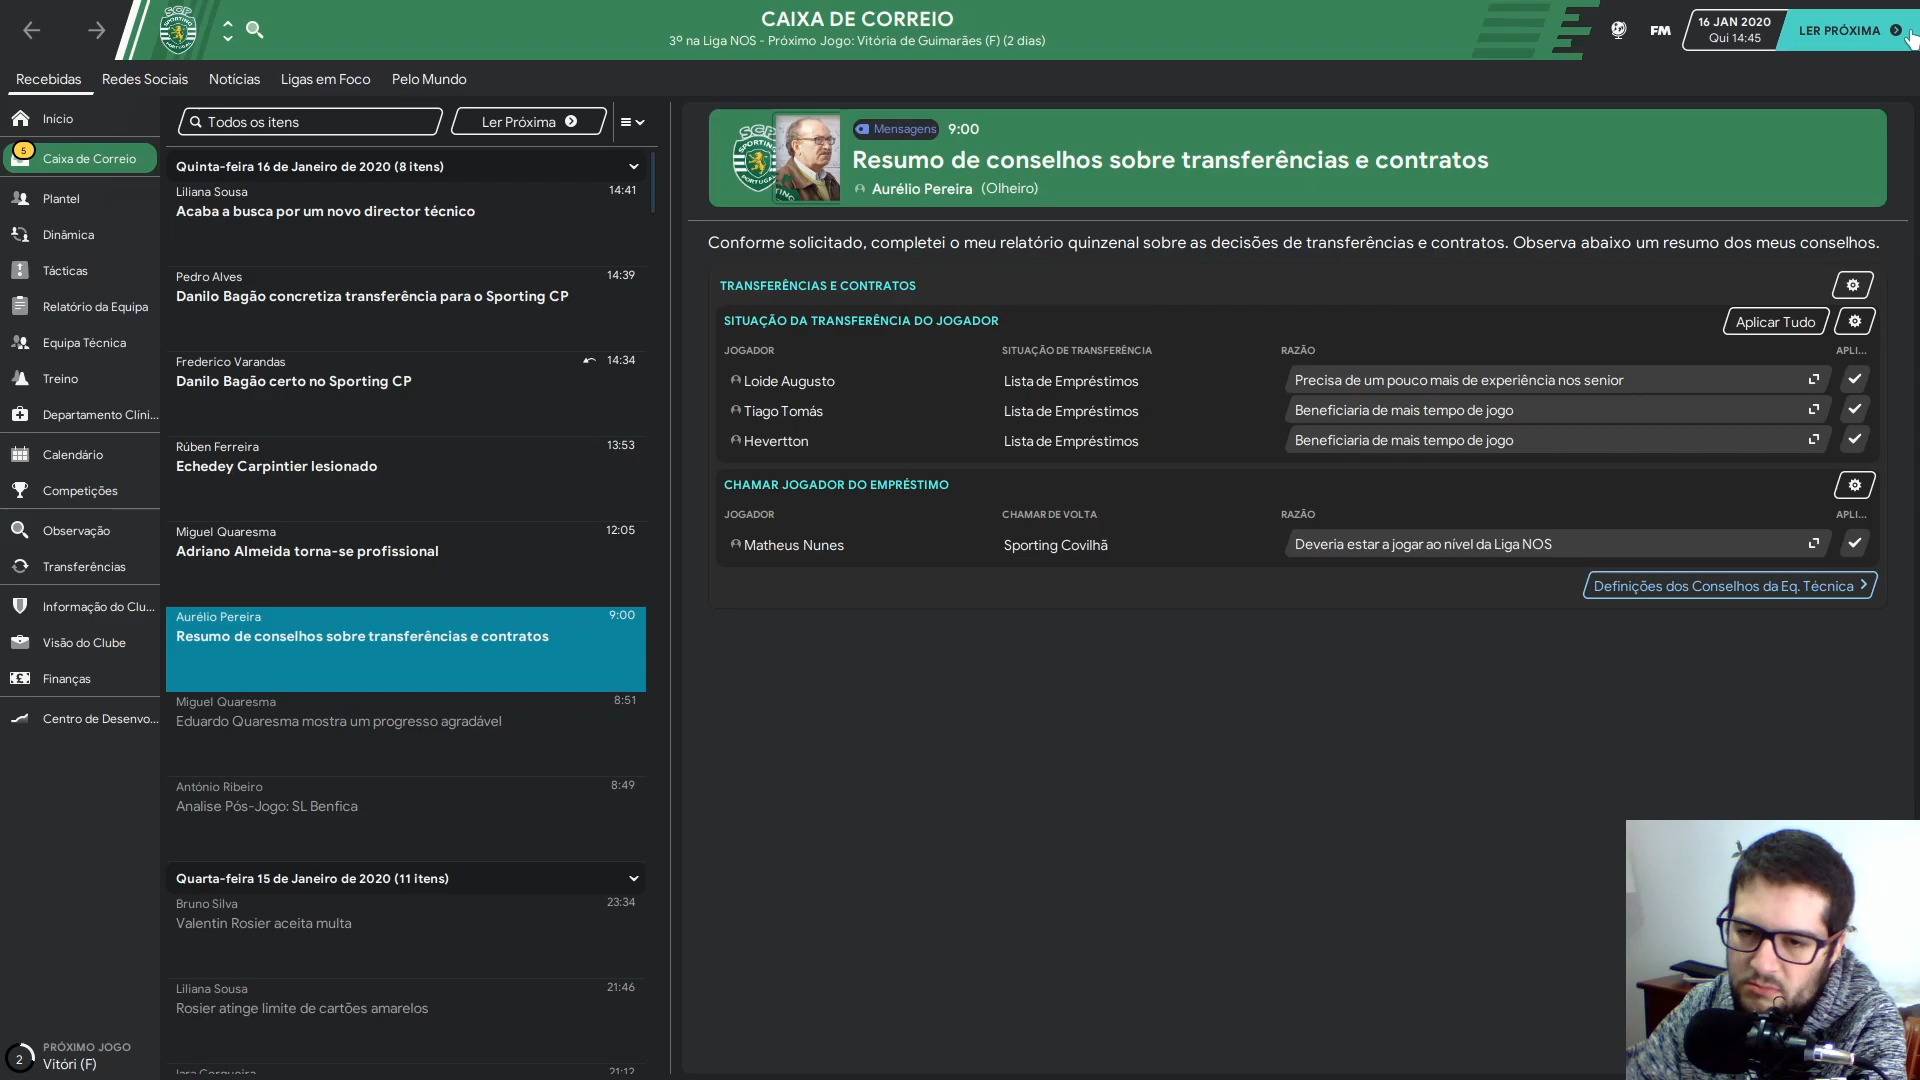 CAIXA DE CORREIO
3º na Liga NOS - Próximo Jogo: Vitória de Guimarães (F) (2 dias)
FM
16 JAN 2020
Qui 14:45
LER PRÓXIMA
Recebidas
Redes Sociais
Notícias
Ligas em Foco
Pelo Mundo
Início
5
Caixa de Correio
Plantel
Dinâmica
Tácticas
Relatório da Equipa
Equipa Técnica
Treino
Departamento Clíni...
Calendário
Competições
Observação
Transferências
Informação do Clu...
Visão do Clube
Finanças
Centro de Desenvo...
2
PRÓXIMO JOGO
Vitóri (F)
Todos os itens
Ler Próxima
Quinta-feira 16 de Janeiro de 2020 (8 itens)
Liliana Sousa 14:41
Acaba a busca por um novo director técnico
Pedro Alves 14:39
Danilo Bagão concretiza transferência para o Sporting CP
Frederico Varandas 14:34
Danilo Bagão certo no Sporting CP
Rúben Ferreira 13:53
Echedey Carpintier lesionado
Miguel Quaresma 12:05
Adriano Almeida torna-se profissional
Aurélio Pereira 9:00
Resumo de conselhos sobre transferências e contratos
Miguel Quaresma 8:51
Eduardo Quaresma mostra um progresso agradável
António Ribeiro 8:49
Analise Pós-Jogo: SL Benfica
Quarta-feira 15 de Janeiro de 2020 (11 itens)
Bruno Silva 23:34
Valentin Rosier aceita multa
Liliana Sousa 21:46
Rosier atinge limite de cartões amarelos
21:12
Mensagens 9:00
Resumo de conselhos sobre transferências e contratos
Aurélio Pereira (Olheiro)
Conforme solicitado, completei o meu relatório quinzenal sobre as decisões de transferências e contratos. Observa abaixo um resumo dos meus conselhos.
TRANSFERÊNCIAS E CONTRATOS
SITUAÇÃO DA TRANSFERÊNCIA DO JOGADOR
Aplicar Tudo
JOGADOR SITUAÇÃO DE TRANSFERÊNCIA RAZÃO APLI...
Loide Augusto Lista de Empréstimos Precisa de um pouco mais de experiência nos senior
Tiago Tomás Lista de Empréstimos Beneficiaria de mais tempo de jogo
Hevertton Lista de Empréstimos Beneficiaria de mais tempo de jogo
CHAMAR JOGADOR DO EMPRÉSTIMO
JOGADOR CHAMAR DE VOLTA RAZÃO APLI...
Matheus Nunes Sporting Covilhã Deveria estar a jogar ao nível da Liga NOS
Definições dos Conselhos da Eq. Técnica